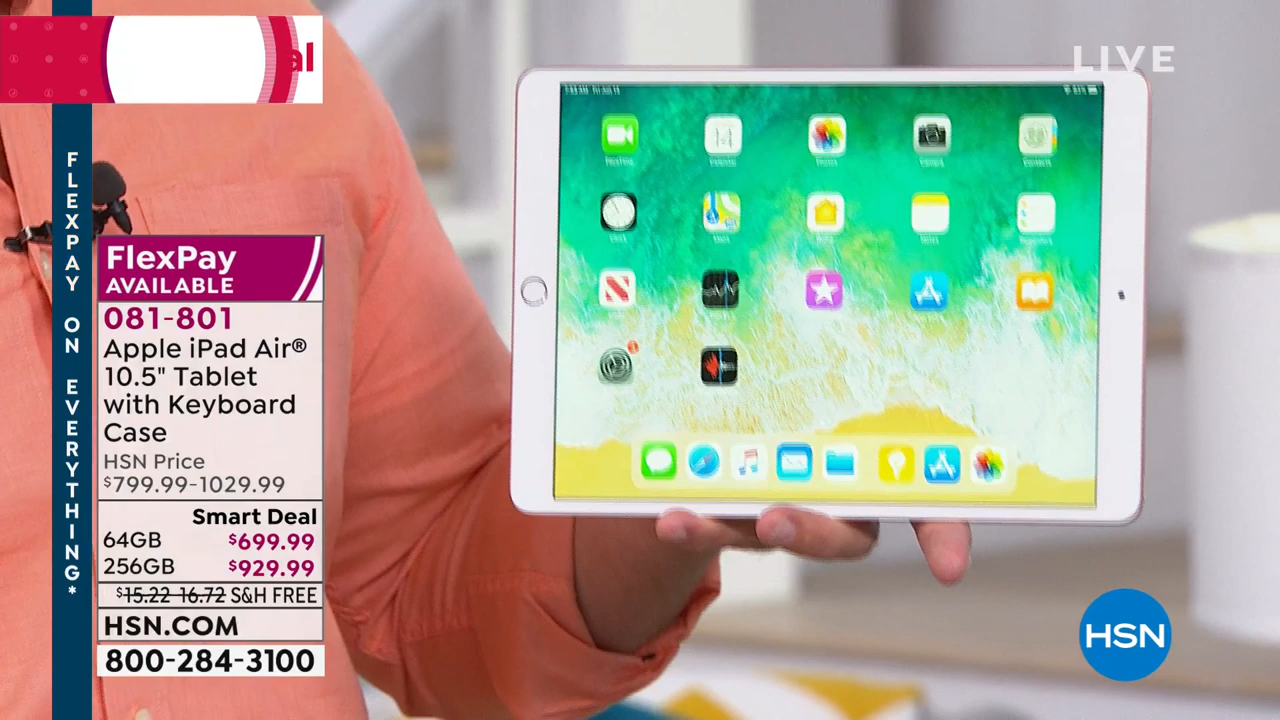 al
LIVE
FLEXPAY ON EVERYTHING*
FlexPay
AVAILABLE
081-801
Apple iPad Air®
10.5" Tablet
with Keyboard
Case
HSN Price
$799.99-1029.99
Smart Deal
64GB $699.99
256GB $929.99
$15.22-16.72 S&H FREE
HSN.COM
800-284-3100
HSN